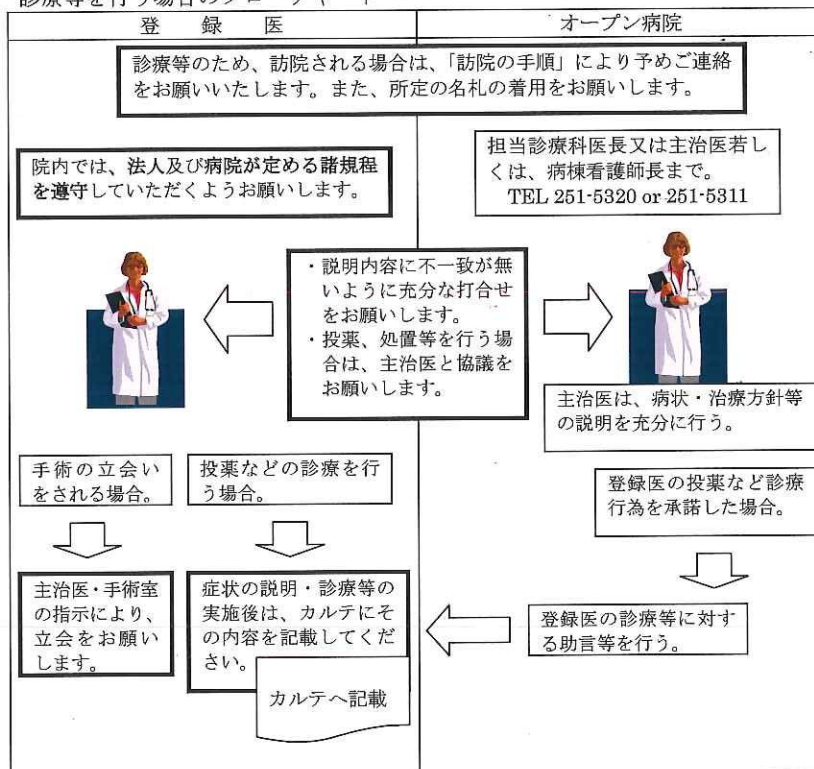 診療等を行う場合のフローチャート
登録医
オープン病院
診療等のため、訪院される場合は、「訪院の手順」により予めご連絡
をお願いいたします。また、所定の名札の着用をお願いします。
院内では、法人及び病院が定める諸規程
を遵守していただくようお願いします。
担当診療科医長又は主治医若し
くは、病棟看護師長まで。
TEL 251-5320 or 251-5311
・説明内容に不一致が無
いように充分な打合せ
をお願いします。
・投薬、処置等を行う場
合は、主治医と協議を
お願いします。
主治医は、病状・治療方針等
の説明を充分に行う。
手術の立会い
をされる場合。
投薬などの診療を行
う場合。
登録医の投薬など診療
行為を承諾した場合。
主治医・手術室
の指示により、
立会をお願い
します。
症状の説明・診療等の
実施後は、カルテにそ
の内容を記載してくだ
さい。
カルテへ記載
登録医の診療等に対す
る助言等を行う。